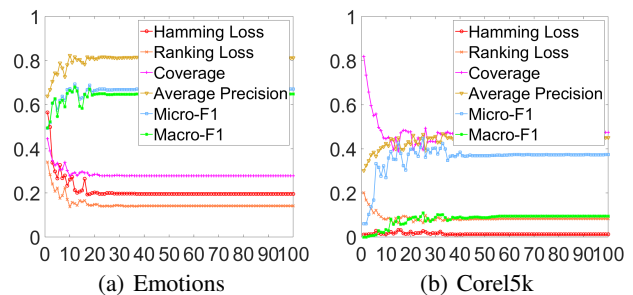 1
0.8
0.6
0.4
0.2
0
0 10 20 30 40 50 60 70 80 90 100
Hamming Loss
Ranking Loss
Coverage
Average Precision
Micro-F1
Macro-F1
(a) Emotions
1
0.8
0.6
0.4
0.2
0
0 10 20 30 40 50 60 70 80 90 100
Hamming Loss
Ranking Loss
Coverage
Average Precision
Micro-F1
Macro-F1
(b) Corel5k